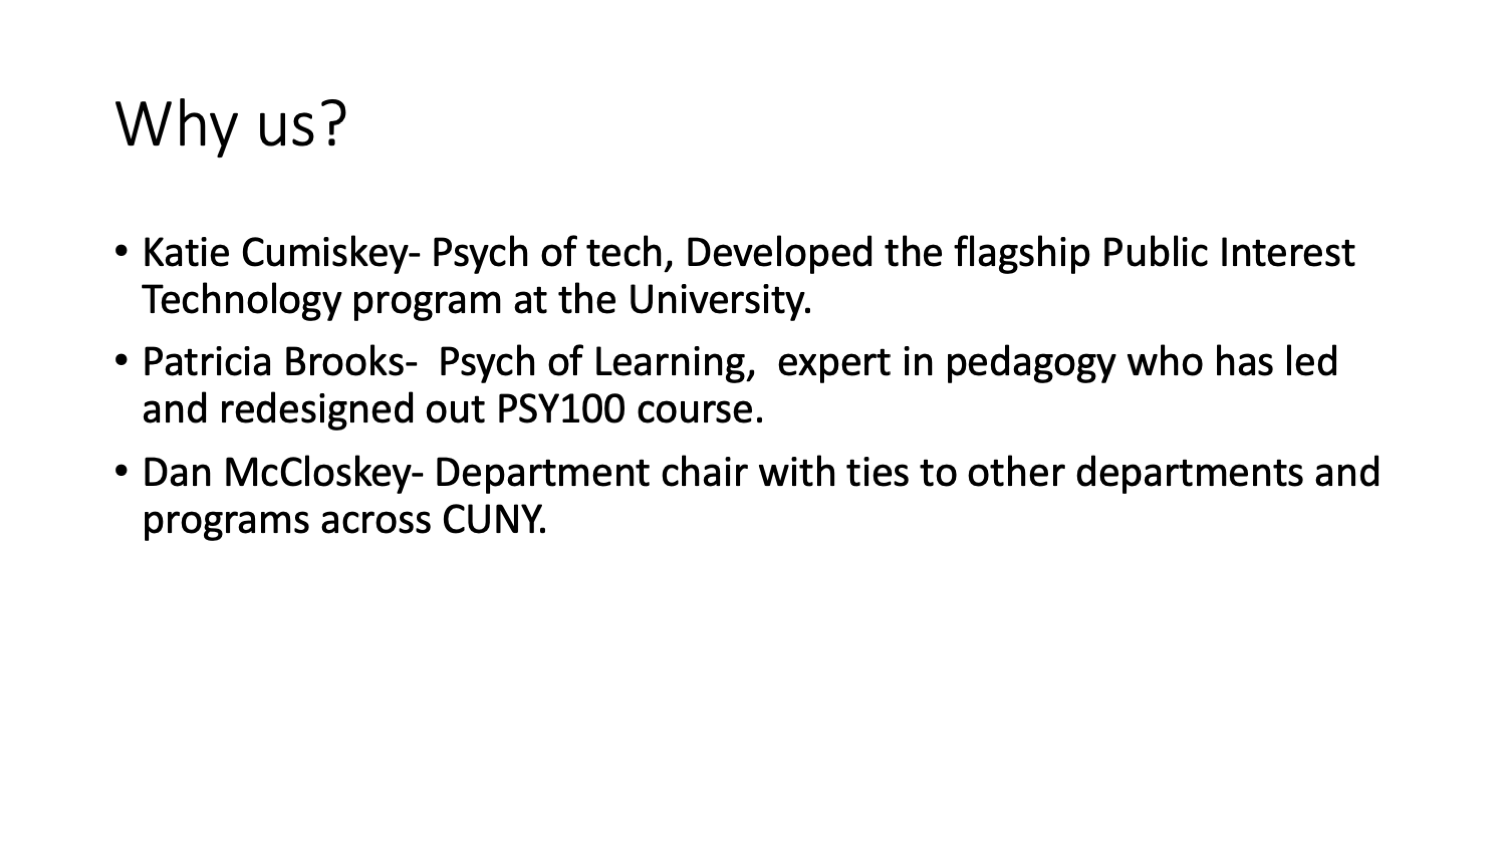 Why us?
• Katie Cumiskey- Psych of tech, Developed the flagship Public Interest
Technology program at the University.
• Patricia Brooks-  Psych of Learning,  expert in pedagogy who has led
and redesigned out PSY100 course.
• Dan McCloskey- Department chair with ties to other departments and
programs across CUNY.